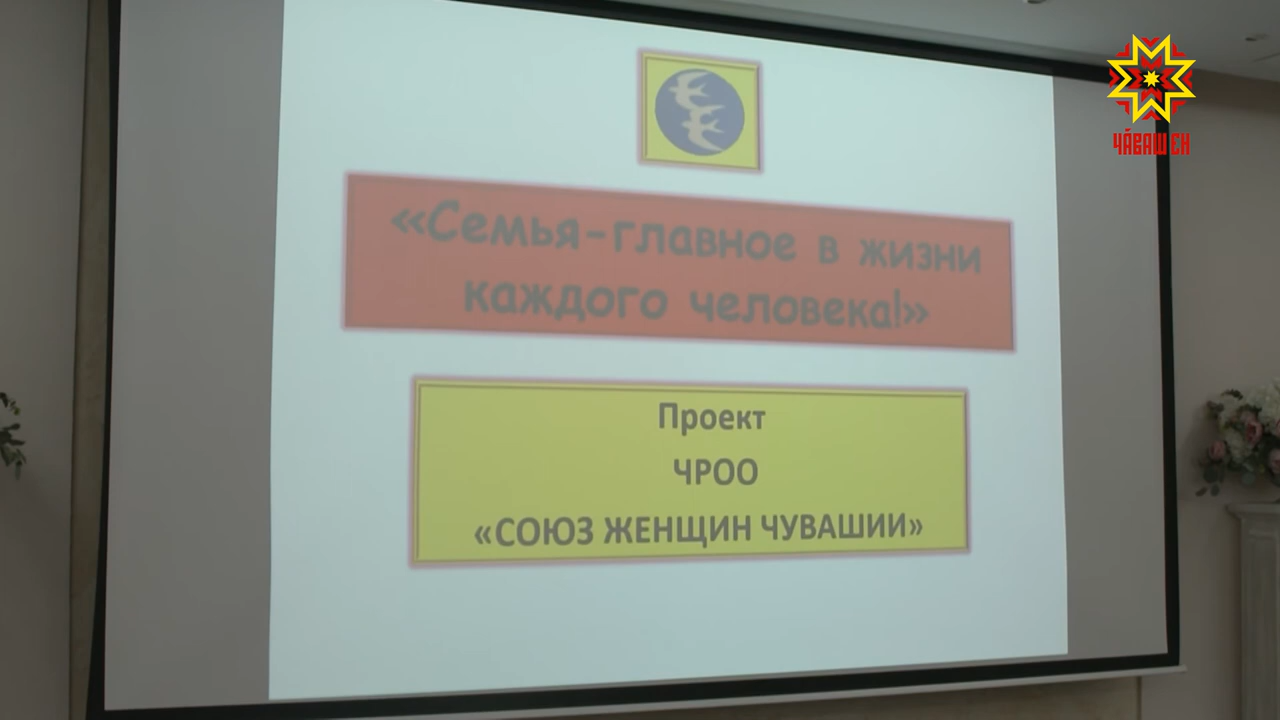 ЧӐВАШ ЕН
«Семья-главное в жизни
каждого человека!»
Проект
ЧРОО
«СОЮЗ ЖЕНЩИН ЧУВАШИИ»